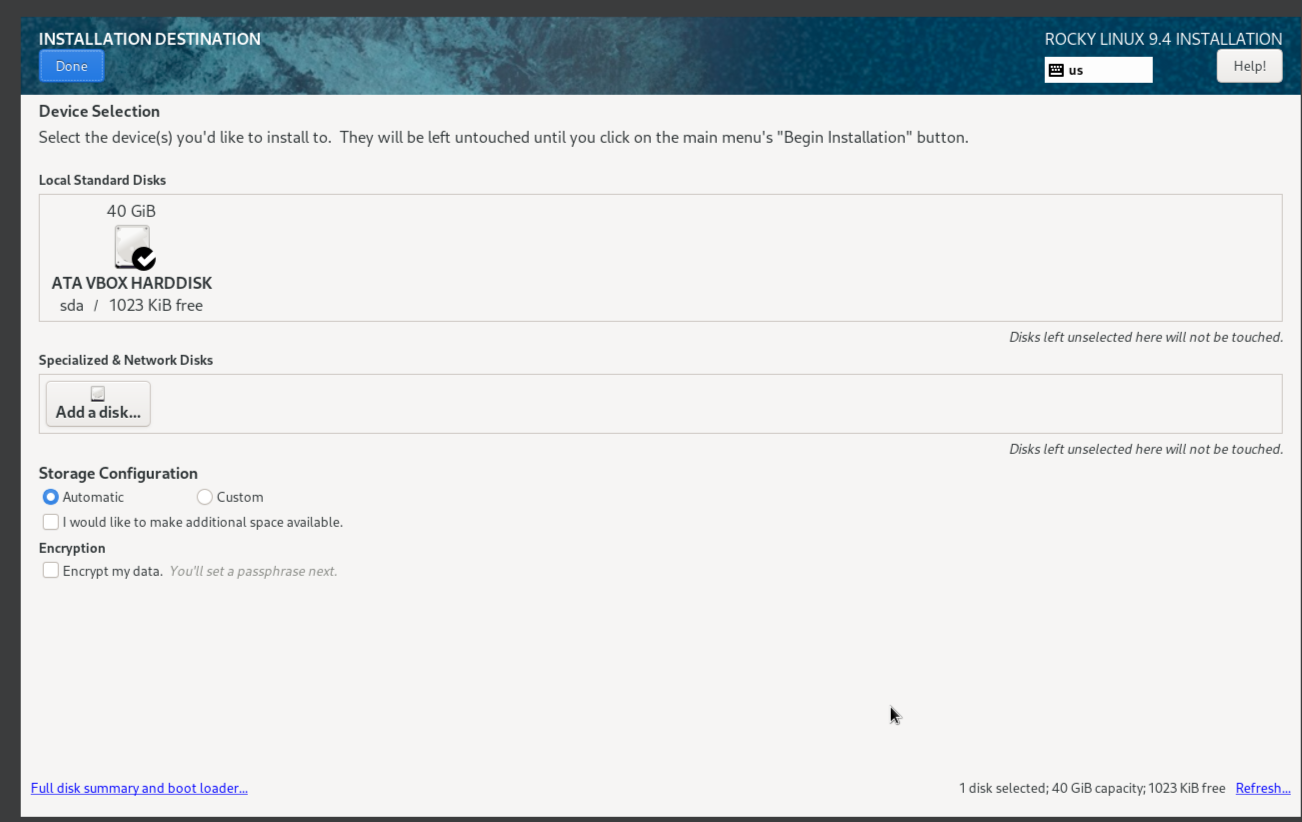 INSTALLATION DESTINATION
ROCKY LINUX 9.4 INSTALLATION
Done
us
Help!
Device Selection
Select the device(s) you'd like to install to.  They will be left untouched until you click on the main menu's "Begin Installation" button.
Local Standard Disks
40 GiB
ATA VBOX HARDDISK
sda / 1023 KiB free
Disks left unselected here will not be touched.
Specialized & Network Disks
Add a disk...
Disks left unselected here will not be touched.
Storage Configuration
Automatic
Custom
I would like to make additional space available.
Encryption
Encrypt my data. You'll set a passphrase next.
Full disk summary and boot loader...
1 disk selected; 40 GiB capacity; 1023 KiB free Refresh...